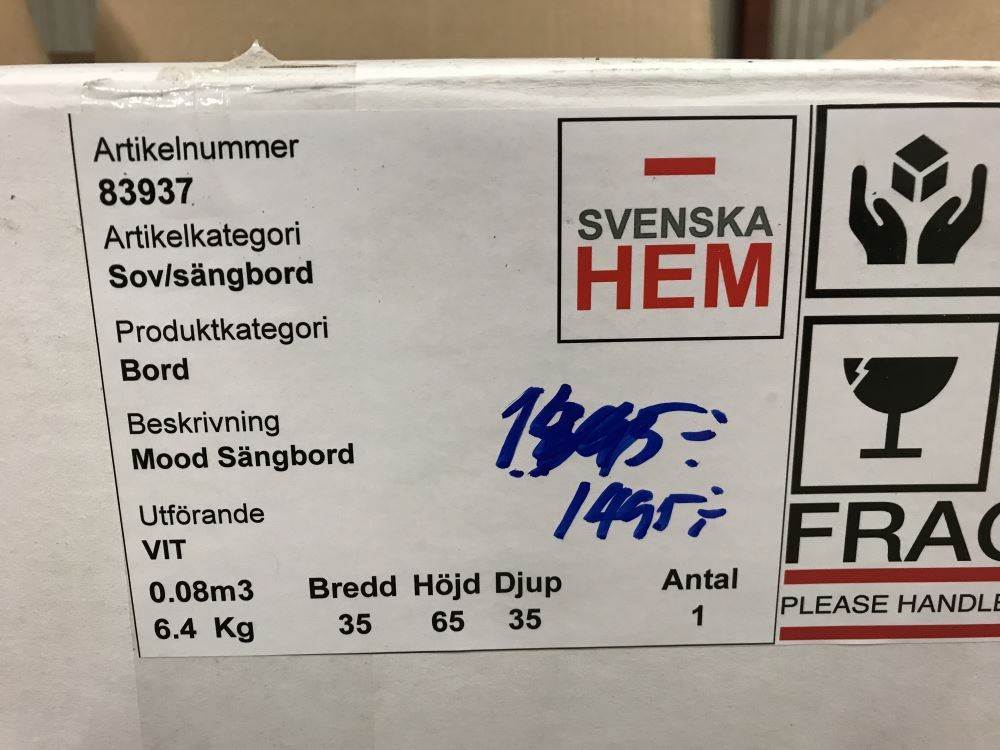 Artikelnummer
83937
Artikelkategori
Sov/sängbord
Produktkategori
Bord
Beskrivning
Mood Sängbord
Utförande
VIT
0.08m3 Bredd Höjd Djup Antal
6.4 Kg 35 65 35 1
SVENSKA
HEM
1495:-
FRAG
PLEASE HANDLE